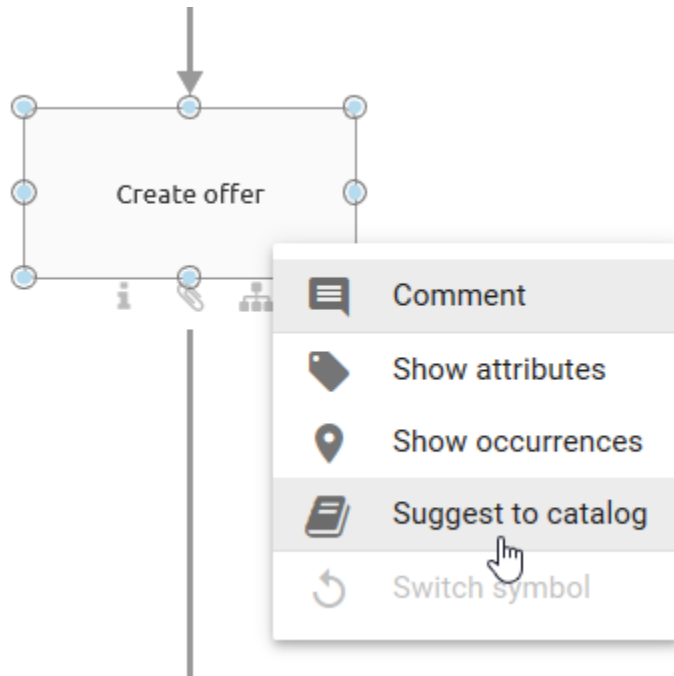 Create offer
Comment
Show attributes
Show occurrences
Suggest to catalog
Switch symbol